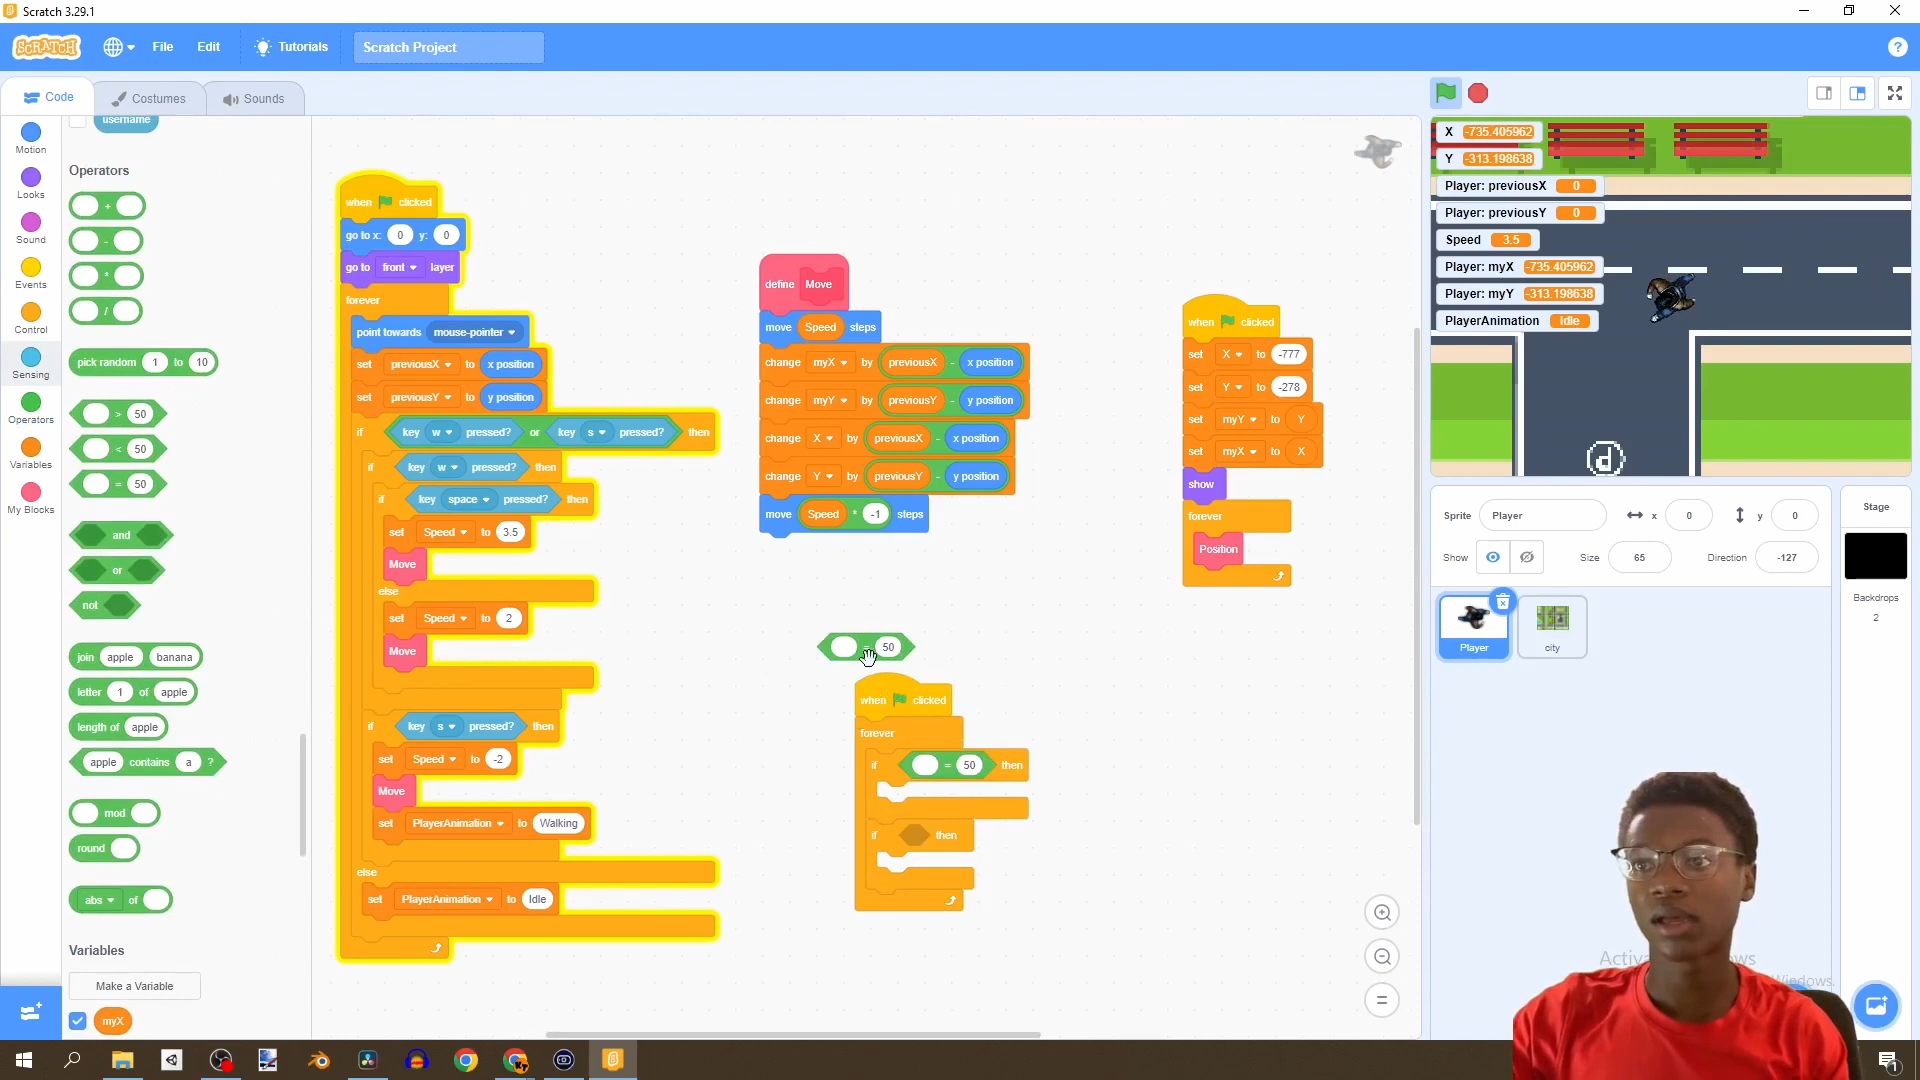 Scratch 3.29.1
SCRATCH File Edit Tutorials Scratch Project ?
Code Costumes Sounds
Motion
Looks
Sound
Events
Control
Sensing
Operators
Variables
My Blocks
username
Operators
+
-
*
/
pick random 1 to 10
> 50
< 50
= 50
and
or
not
join apple banana
letter 1 of apple
length of apple
apple contains a ?
mod
round
abs of
Variables
Make a Variable
myX
when clicked
go to x: 0 y: 0
go to front layer
forever
point towards mouse-pointer
set previousX to x position
set previousY to y position
if key w pressed? or key s pressed? then
if key w pressed? then
if key space pressed? then
set Speed to 3.5
Move
else
set Speed to 2
Move
if key s pressed? then
set Speed to -2
Move
set PlayerAnimation to Walking
else
set PlayerAnimation to Idle
define Move
move Speed steps
change myX by previousX - x position
change myY by previousY - y position
change X by previousX - x position
change Y by previousY - y position
move Speed * -1 steps
50
when clicked
forever
if = 50 then
if then
when clicked
set X to -777
set Y to -278
set myY to Y
set myX to X
show
forever
Position
X -735.405962
Y -313.198638
Player: previousX 0
Player: previousY 0
Speed 3.5
Player: myX -735.405962
Player: myY -313.198638
PlayerAnimation Idle
Sprite Player x 0 y 0
Show Size 65 Direction -127
Player
city
Stage
Backdrops
2
1